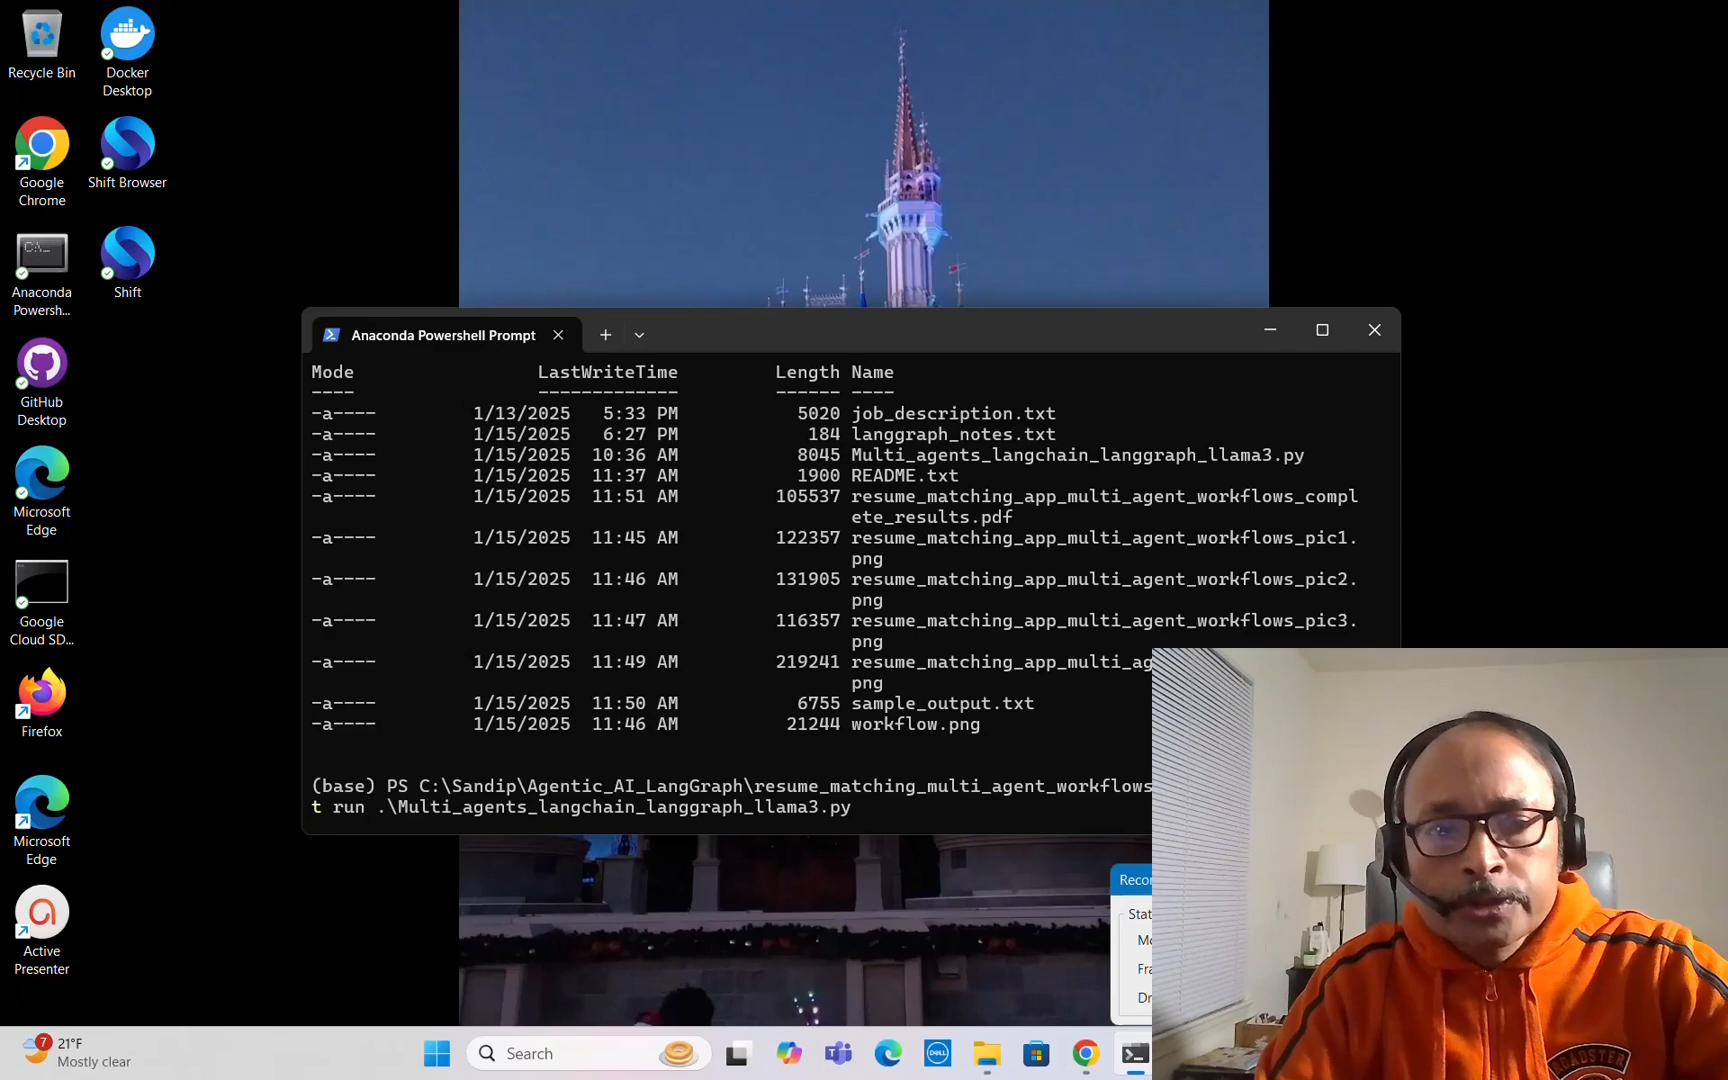 Recycle Bin
Docker
Desktop
Google
Chrome
Shift Browser
Anaconda
Powersh...
Shift
GitHub
Desktop
Microsoft
Edge
Google
Cloud SD...
Firefox
Microsoft
Edge
Active
Presenter
Anaconda Powershell Prompt
Mode LastWriteTime Length Name
---- ------------- ------ ----
-a---- 1/13/2025 5:33 PM 5020 job_description.txt
-a---- 1/15/2025 6:27 PM 184 langgraph_notes.txt
-a---- 1/15/2025 10:36 AM 8045 Multi_agents_langchain_langgraph_llama3.py
-a---- 1/15/2025 11:37 AM 1900 README.txt
-a---- 1/15/2025 11:51 AM 105537 resume_matching_app_multi_agent_workflows_compl
ete_results.pdf
-a---- 1/15/2025 11:45 AM 122357 resume_matching_app_multi_agent_workflows_pic1.
png
-a---- 1/15/2025 11:46 AM 131905 resume_matching_app_multi_agent_workflows_pic2.
png
-a---- 1/15/2025 11:47 AM 116357 resume_matching_app_multi_agent_workflows_pic3.
png
-a---- 1/15/2025 11:49 AM 219241 resume_matching_app_multi_ag
png
-a---- 1/15/2025 11:50 AM 6755 sample_output.txt
-a---- 1/15/2025 11:46 AM 21244 workflow.png
(base) PS C:\Sandip\Agentic_AI_LangGraph\resume_matching_multi_agent_workflows
t run .\Multi_agents_langchain_langgraph_llama3.py
Recor
Stat
Fra
7
21°F
Mostly clear
Search
DELL